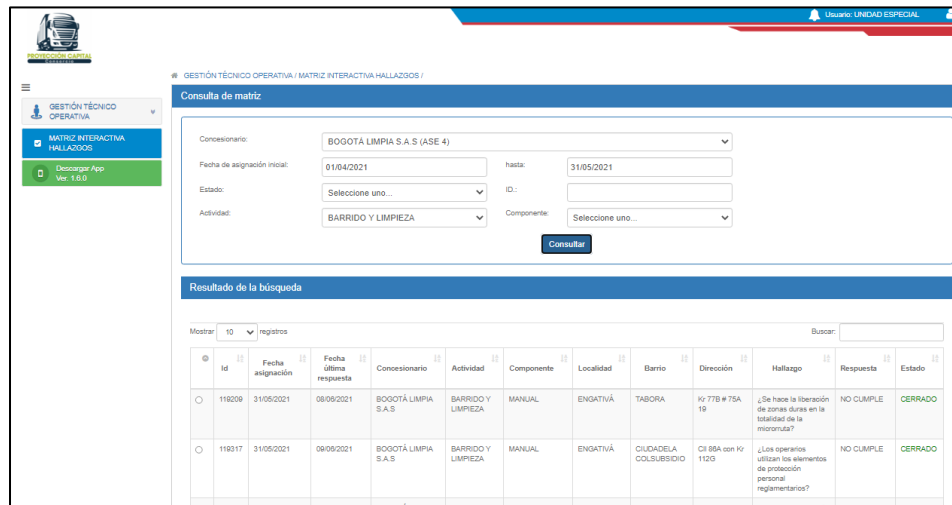 Usuario: UNIDAD ESPECIAL
PROYECCIÓN CAPITAL
Consorcio
GESTIÓN TÉCNICO OPERATIVA / MATRIZ INTERACTIVA HALLAZGOS /
GESTIÓN TÉCNICO
OPERATIVA
MATRIZ INTERACTIVA
HALLAZGOS
Descargar App
Ver. 1.6.0
Consulta de matriz
Concesionario: BOGOTÁ LIMPIA S.A.S (ASE 4)
Fecha de asignación inicial: 01/04/2021 hasta: 31/05/2021
Estado: Seleccione uno... ID.:
Actividad: BARRIDO Y LIMPIEZA Componente: Seleccione uno...
Consultar
Resultado de la búsqueda
Mostrar 10 registros Buscar:
Id Fecha asignación Fecha última respuesta Concesionario Actividad Componente Localidad Barrio Dirección Hallazgo Respuesta Estado
119209 31/05/2021 08/06/2021 BOGOTÁ LIMPIA S.A.S BARRIDO Y LIMPIEZA MANUAL ENGATIVÁ TABORA Kr 77B # 75A 19 ¿Se hace la liberación de zonas duras en la totalidad de la microrruta? NO CUMPLE CERRADO
119317 31/05/2021 09/06/2021 BOGOTÁ LIMPIA S.A.S BARRIDO Y LIMPIEZA MANUAL ENGATIVÁ CIUDADELA COLSUBSIDIO Cll 86A con Kr 112G ¿Los operarios utilizan los elementos de protección personal reglamentarios? NO CUMPLE CERRADO